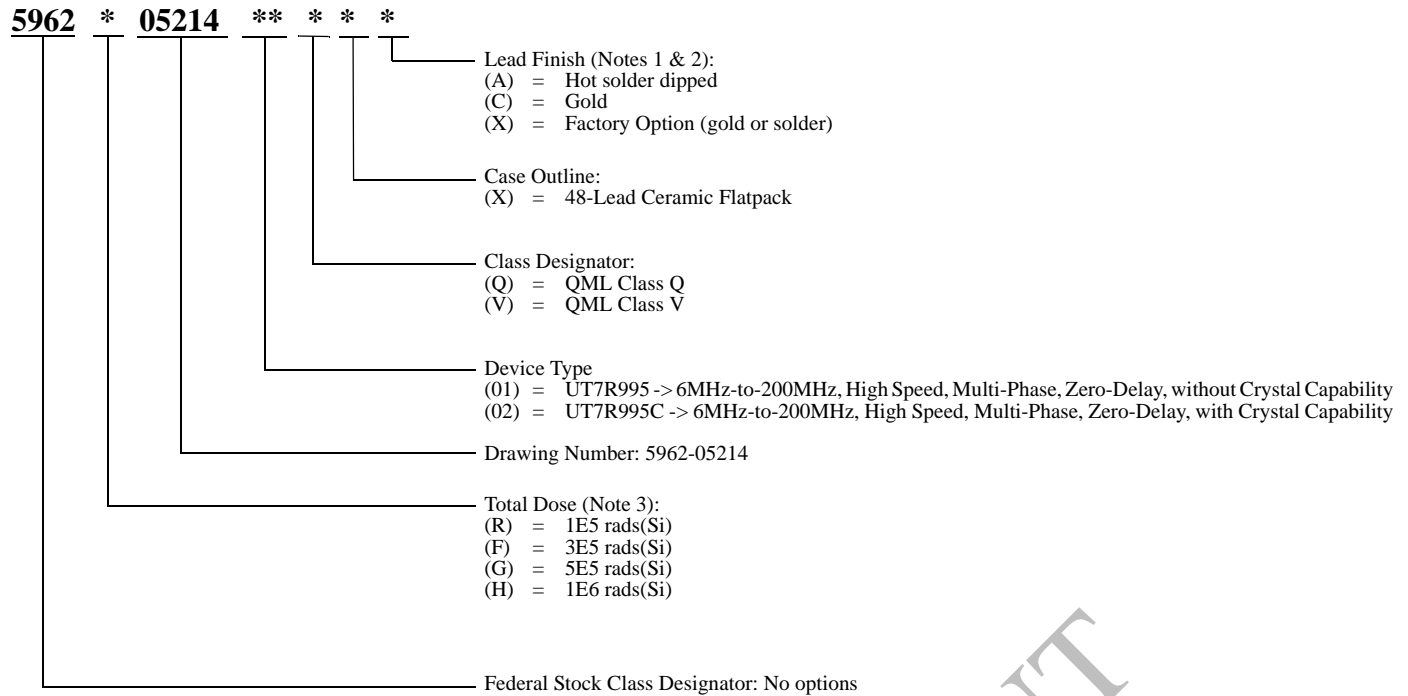 5962 * 05214 ** * * *
Lead Finish (Notes 1 & 2):
(A) = Hot solder dipped
(C) = Gold
(X) = Factory Option (gold or solder)
Case Outline:
(X) = 48-Lead Ceramic Flatpack
Class Designator:
(Q) = QML Class Q
(V) = QML Class V
Device Type
(01) = UT7R995 -> 6MHz-to-200MHz, High Speed, Multi-Phase, Zero-Delay, without Crystal Capability
(02) = UT7R995C -> 6MHz-to-200MHz, High Speed, Multi-Phase, Zero-Delay, with Crystal Capability
Drawing Number: 5962-05214
Total Dose (Note 3):
(R) = 1E5 rads(Si)
(F) = 3E5 rads(Si)
(G) = 5E5 rads(Si)
(H) = 1E6 rads(Si)
Federal Stock Class Designator: No options